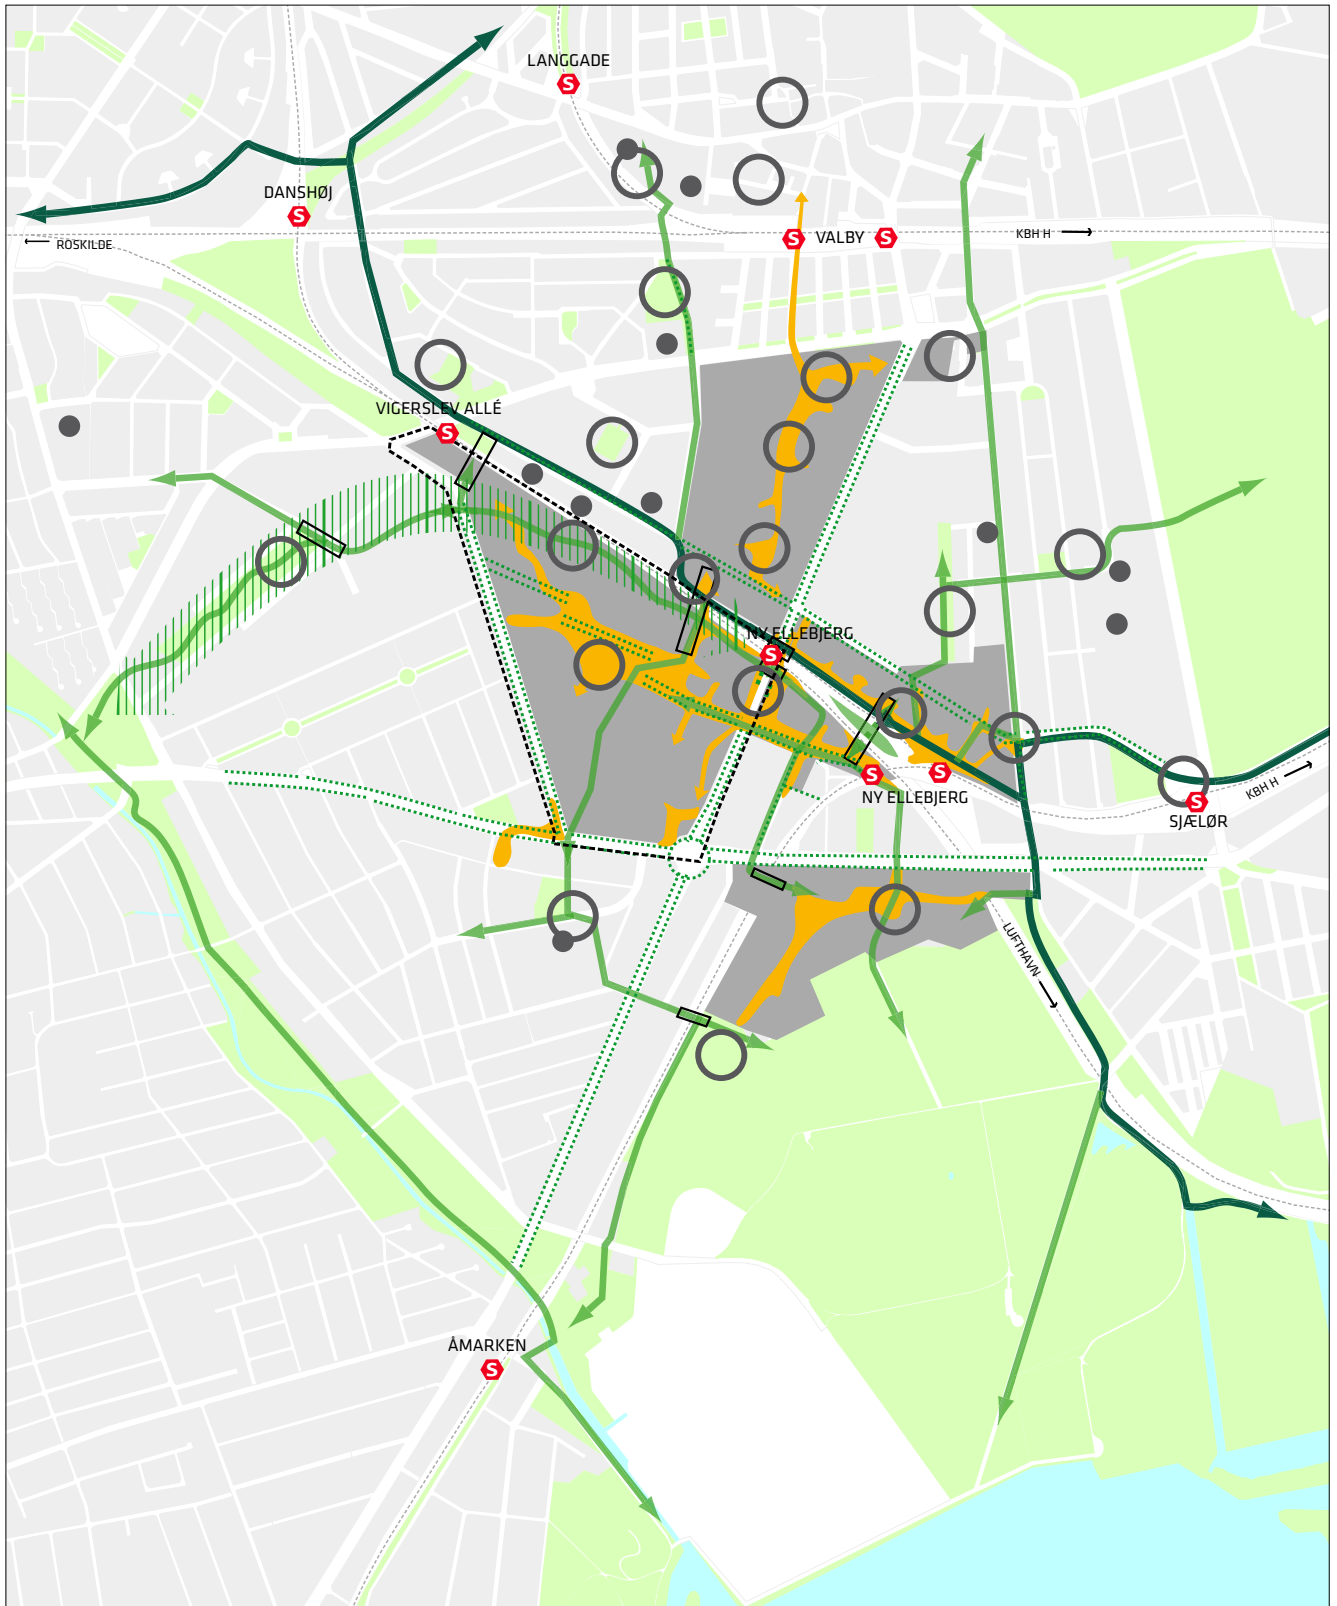 LANGGADE
S
DANSHØJ
S
ROSKILDE
S VALBY S
KBH H
VIGERSLEV ALLÉ
S
NY ELLEBJERG
S
S
S
NY ELLEBJERG
KBH H
S
SJÆLØR
LUFTHAVN
ÅMARKEN
S